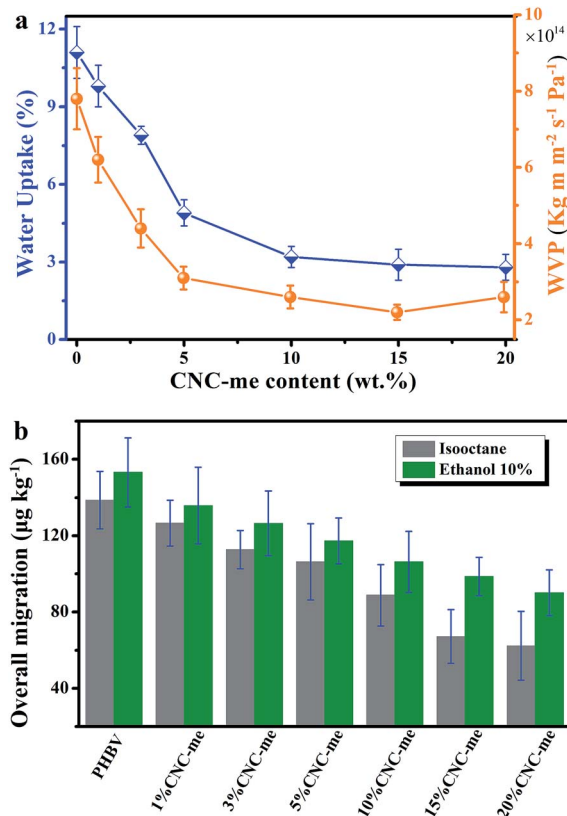 a
12
9
6
3
0
Water Uptake (%)
10
8
6
4
2
×10¹⁴
WVP (Kg m m⁻² s⁻¹ Pa⁻¹)
0 5 10 15 20
CNC-me content (wt.%)
b
Isooctane
Ethanol 10%
160
120
80
40
Overall migration (µg kg⁻¹)
PHBV
1%CNC-me
3%CNC-me
5%CNC-me
10%CNC-me
15%CNC-me
20%CNC-me